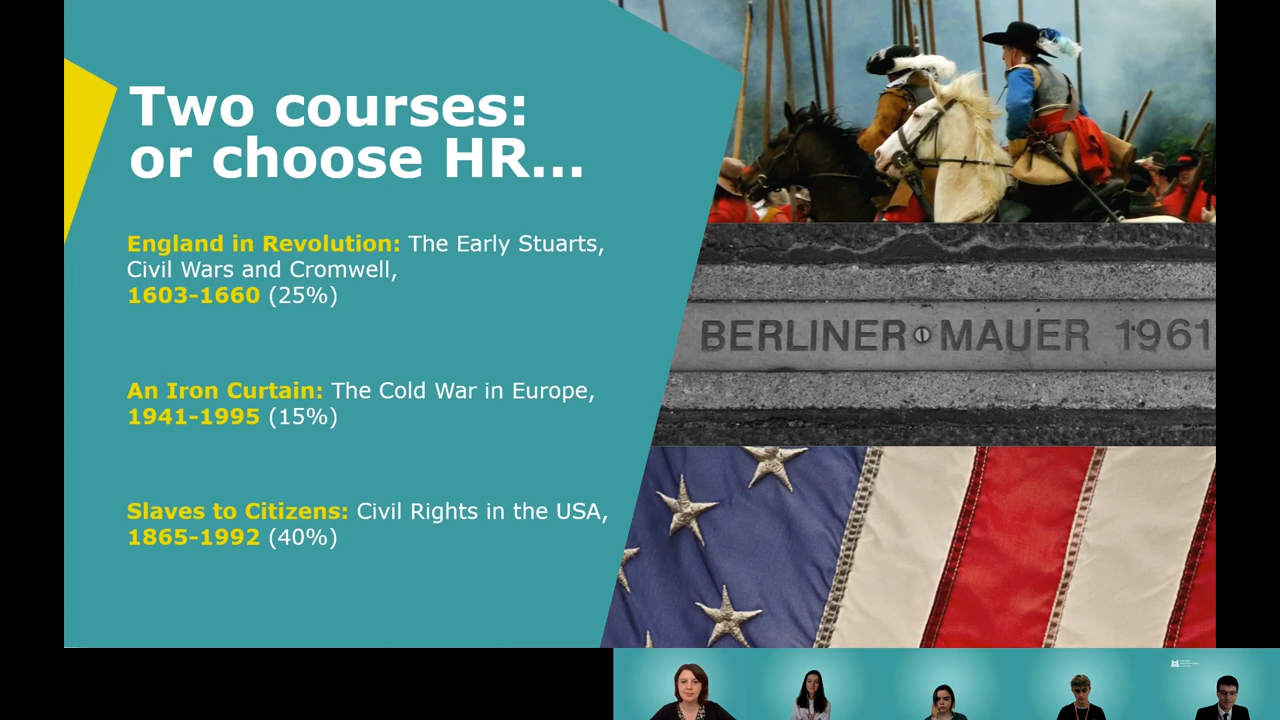 Two courses:
or choose HR...
England in Revolution: The Early Stuarts,
Civil Wars and Cromwell,
1603-1660 (25%)
An Iron Curtain: The Cold War in Europe,
1941-1995 (15%)
Slaves to Citizens: Civil Rights in the USA,
1865-1992 (40%)
BERLINER MAUER 1961